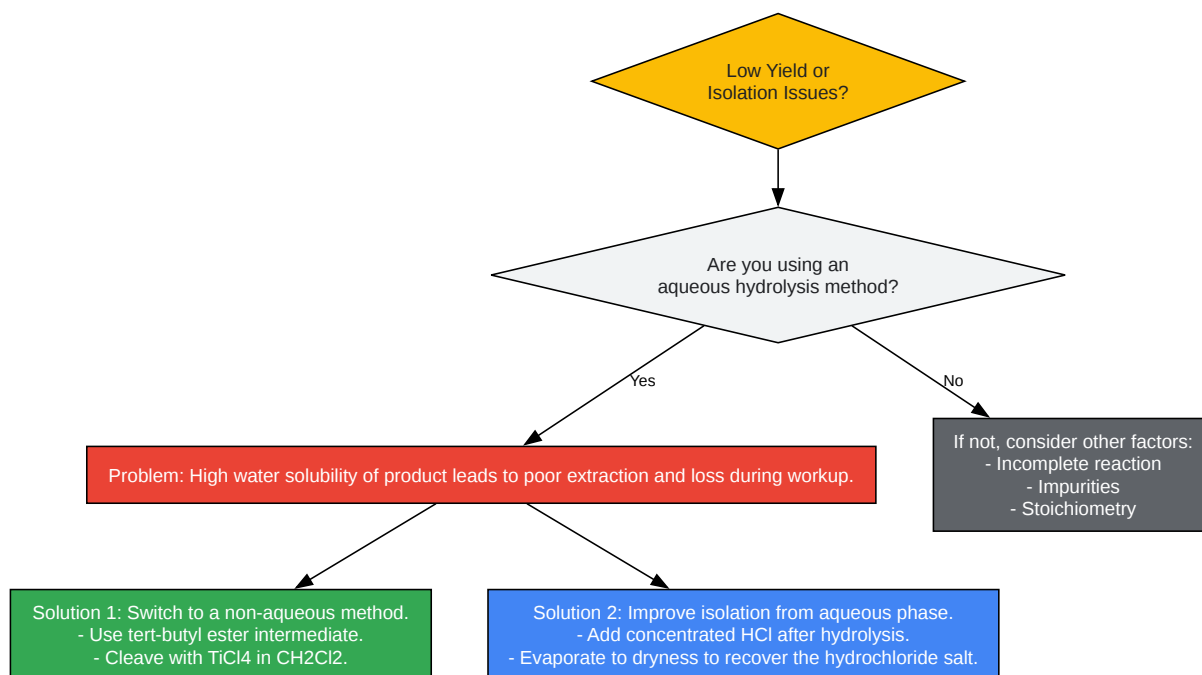 Low Yield or
Isolation Issues?
Are you using an
aqueous hydrolysis method?
Yes
No
Problem: High water solubility of product leads to poor extraction and loss during workup.
If not, consider other factors:
- Incomplete reaction
- Impurities
- Stoichiometry
Solution 1: Switch to a non-aqueous method.
- Use tert-butyl ester intermediate.
- Cleave with TiCl4 in CH2Cl2.
Solution 2: Improve isolation from aqueous phase.
- Add concentrated HCl after hydrolysis.
- Evaporate to dryness to recover the hydrochloride salt.